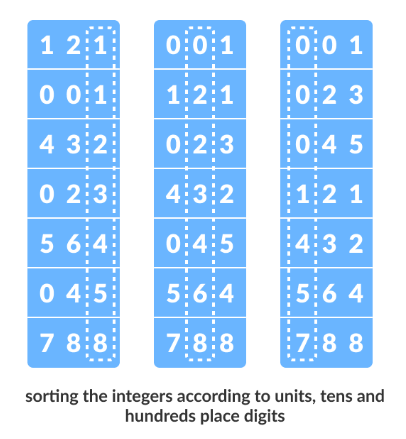 1 2 1 0 0 1 0 0 1
0 0 1 1 2 1 0 2 3
4 3 2 0 2 3 0 4 5
0 2 3 4 3 2 1 2 1
5 6 4 0 4 5 4 3 2
0 4 5 5 6 4 5 6 4
7 8 8 7 8 8 7 8 8
sorting the integers according to units, tens and
hundreds place digits